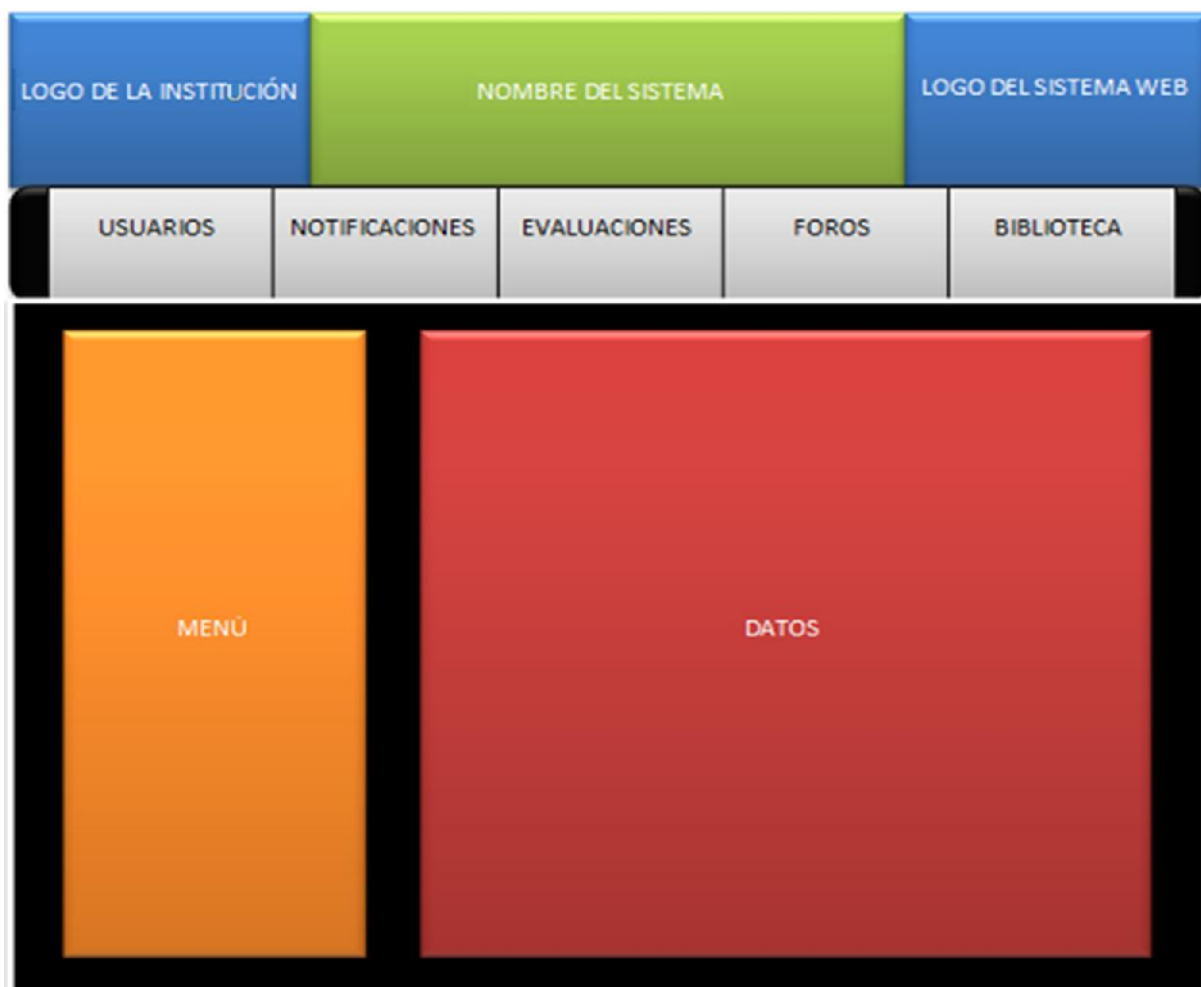 LOGO DE LA INSTITUCIÓN
NOMBRE DEL SISTEMA
LOGO DEL SISTEMA WEB
USUARIOS
NOTIFICACIONES
EVALUACIONES
FOROS
BIBLIOTECA
MENÚ
DATOS